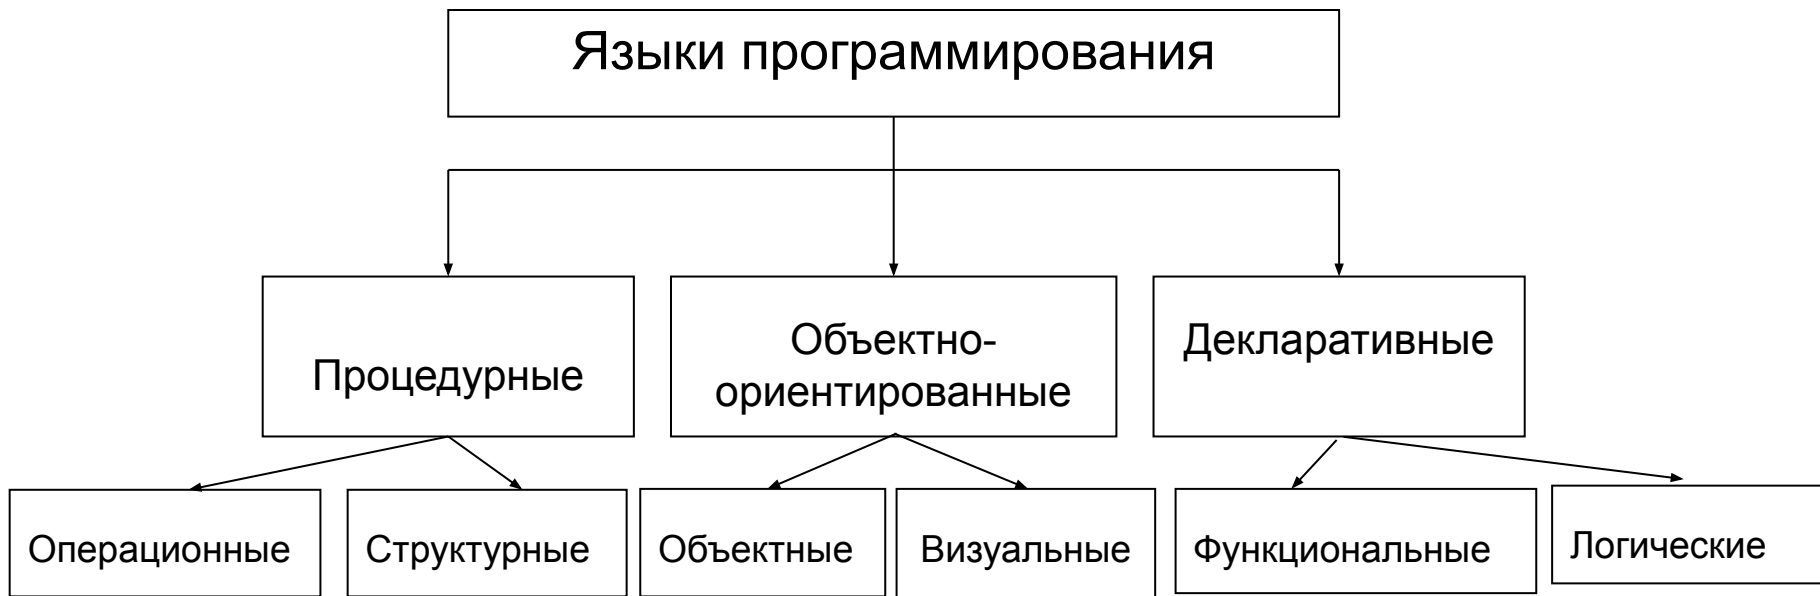 Языки программирования
Процедурные
Объектно-
ориентированные
Декларативные
Операционные
Структурные
Объектные
Визуальные
Функциональные
Логические